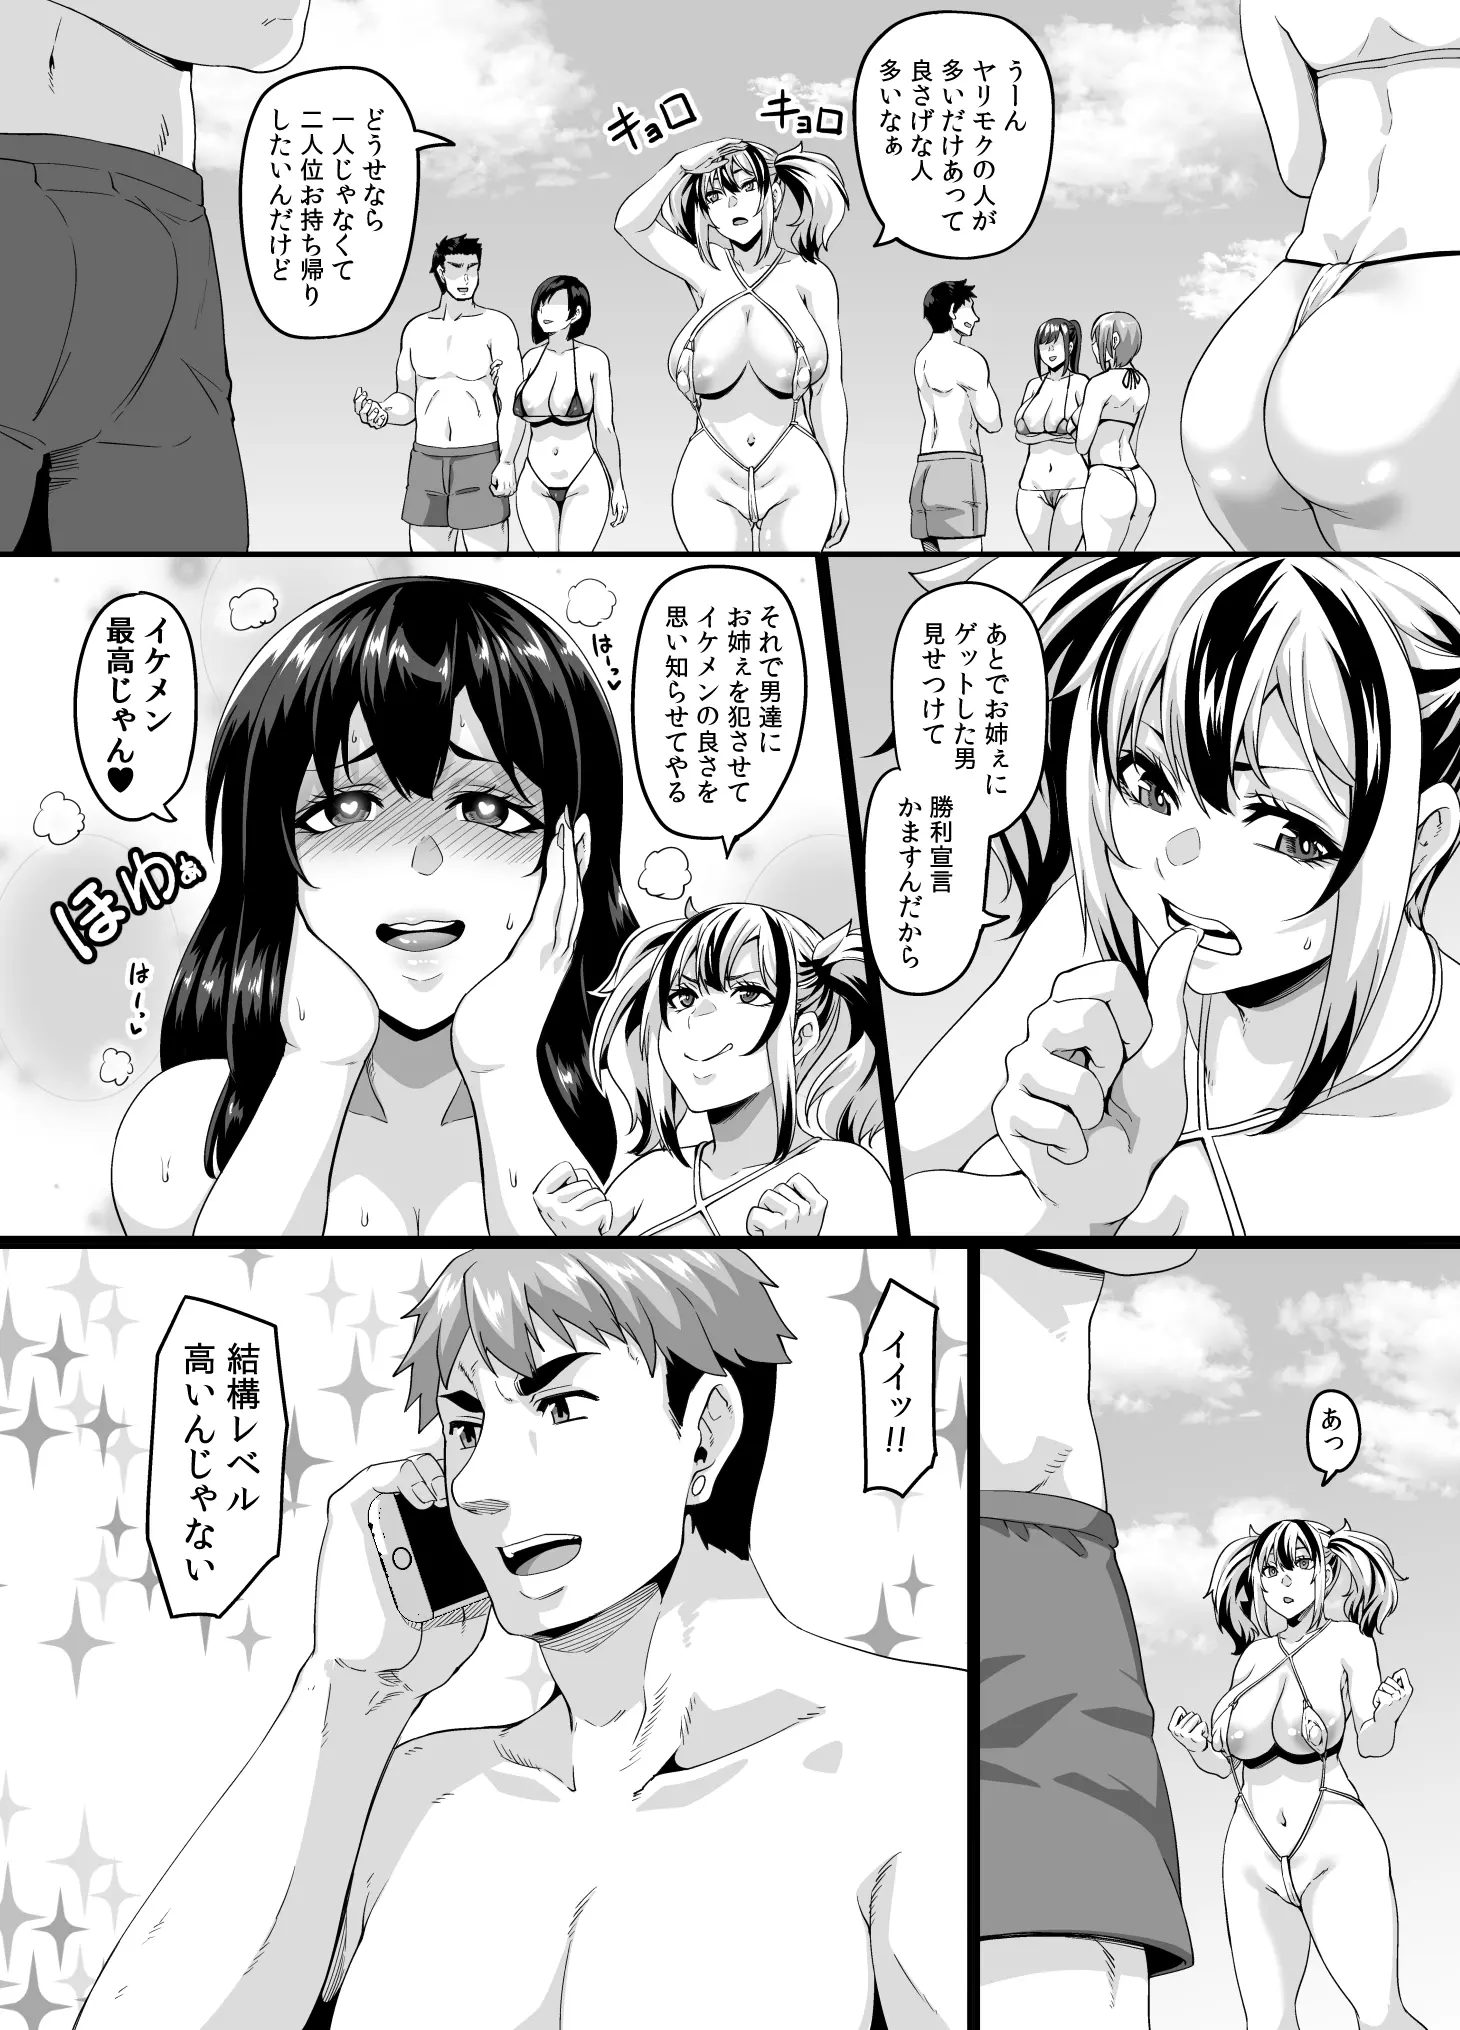 うーん
ヤリモクの人が
多いだけあって
良さげな人
多いなぁ
キョロ
キョロ
どうせなら
一人じゃなくて
二人位お持ち帰り
したいんだけど
あとでお姉ぇに
ゲットした男
見せつけて
勝利宣言
かますんだから
それで男達に
お姉ぇを犯させて
イケメンの良さを
思い知らせてやる
はーっ
イケメン
最高じゃん♥
ほわぁ
はーっ
あっ
イイッ!!
結構レベル
高いんじゃない